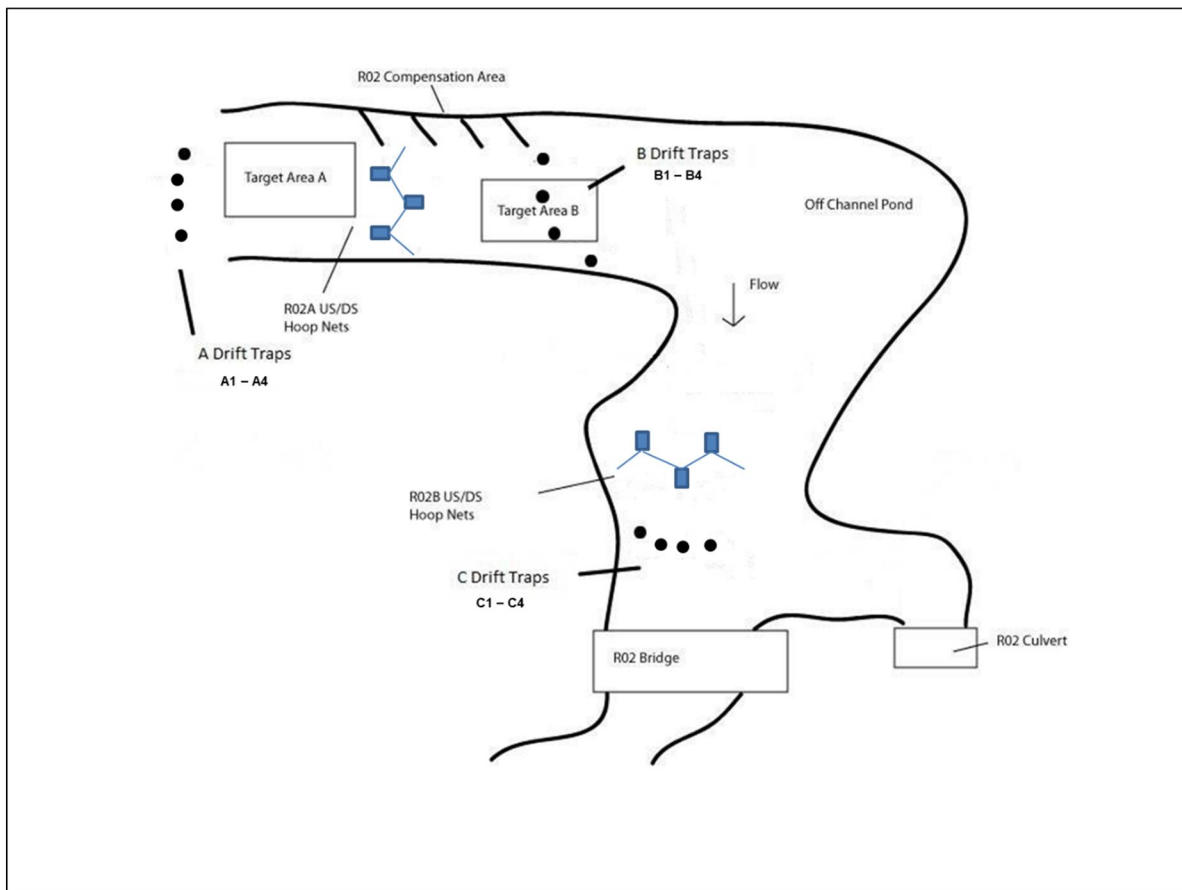 R02 Compensation Area
Target Area A
B Drift Traps
B1 – B4
Target Area B
Off Channel Pond
Flow
R02A US/DS
Hoop Nets
A Drift Traps
A1 – A4
R02B US/DS
Hoop Nets
C Drift Traps
C1 – C4
R02 Bridge
R02 Culvert